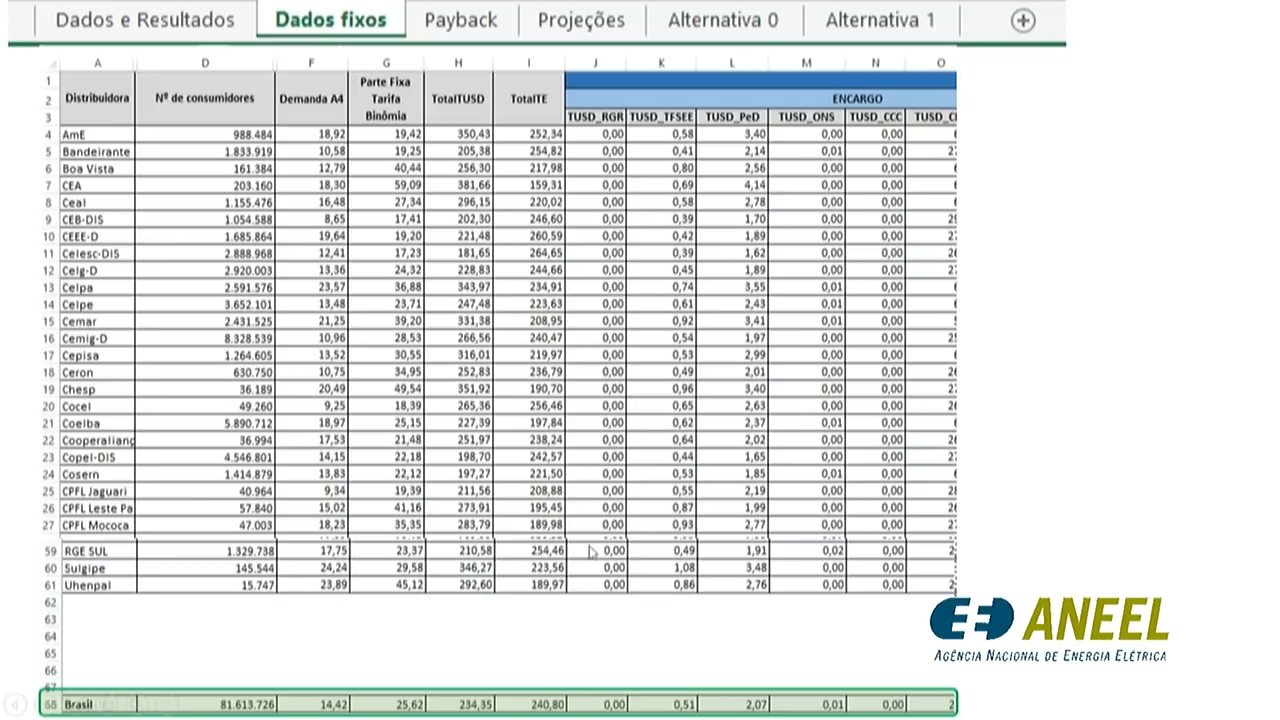 Dados e Resultados Dados fixos Payback Projeções Alternativa 0 Alternativa 1
A D F G H I J K L M N O
1
2 Distribuidora Nº de consumidores Demanda A4 Parte Fixa Tarifa Binômia TotalTUSD TotalTE ENCARGO
3 TUSD_RGR TUSD_TFSEE TUSD_PeD TUSD_ONS TUSD_CCC
4 AmE 988.484 18,92 19,42 350,43 252,34 0,00 0,58 3,40 0,00 0,00
5 Bandeirante 1.833.919 10,58 19,25 205,38 254,82 0,00 0,41 2,14 0,01 0,00
6 Boa Vista 161.384 12,79 40,44 256,30 217,98 0,00 0,80 2,56 0,00 0,00
7 CEA 203.160 18,30 59,09 381,66 159,31 0,00 0,69 4,14 0,00 0,00
8 Ceal 1.155.476 16,48 27,34 296,15 220,02 0,00 0,58 2,78 0,00 0,00
9 CEB-DIS 1.054.588 8,65 17,41 202,30 246,60 0,00 0,39 1,70 0,00 0,00
10 CEEE-D 1.685.864 19,64 19,20 221,48 260,59 0,00 0,42 1,89 0,00 0,00
11 Celesc-DIS 2.888.968 12,41 17,23 181,65 264,65 0,00 0,39 1,62 0,00 0,00
12 Celg-D 2.920.003 13,36 24,32 228,83 244,66 0,00 0,45 1,89 0,00 0,00
13 Celpa 2.591.576 23,57 36,88 343,97 234,91 0,00 0,74 3,55 0,01 0,00
14 Celpe 3.652.101 13,48 23,71 247,48 223,63 0,00 0,61 2,43 0,01 0,00
15 Cemar 2.431.525 21,25 39,20 331,38 208,95 0,00 0,92 3,41 0,01 0,00
16 Cemig-D 8.328.539 10,96 28,53 266,56 240,47 0,00 0,54 1,97 0,00 0,00
17 Cepisa 1.264.605 13,52 30,55 316,01 219,97 0,00 0,53 2,99 0,00 0,00
18 Ceron 630.750 10,75 34,95 252,83 236,79 0,00 0,49 2,01 0,00 0,00
19 Chesp 36.189 20,49 49,54 351,92 190,70 0,00 0,96 3,40 0,00 0,00
20 Cocel 49.260 9,25 18,39 265,36 256,46 0,00 0,65 2,63 0,00 0,00
21 Coelba 5.890.712 18,97 25,15 227,39 197,84 0,00 0,62 2,37 0,01 0,00
22 Cooperalianç 36.994 17,53 21,48 251,97 238,24 0,00 0,64 2,02 0,00 0,00
23 Copel-DIS 4.546.801 14,15 22,18 198,70 242,57 0,00 0,44 1,65 0,00 0,00
24 Cosern 1.414.879 13,83 22,12 197,27 221,50 0,00 0,53 1,85 0,01 0,00
25 CPFL Jaguari 40.964 9,34 19,39 211,56 208,88 0,00 0,55 2,19 0,00 0,00
26 CPFL Leste Pa 57.840 15,02 41,16 273,91 195,45 0,00 0,87 1,99 0,00 0,00
27 CPFL Mococa 47.003 18,23 35,35 283,79 189,98 0,00 0,93 2,77 0,00 0,00
59 RGE SUL 1.329.738 17,75 23,37 210,58 254,46 0,00 0,49 1,91 0,02 0,00
60 Sulgipe 145.544 24,24 29,58 346,27 223,56 0,00 1,08 3,48 0,00 0,00
61 Uhenpal 15.747 23,89 45,12 292,60 189,97 0,00 0,86 2,76 0,00 0,00
62
63
64
65
66
67
68 Brasil 81.613.726 14,42 25,62 234,35 240,80 0,00 0,51 2,07 0,01 0,00
ANEEL
AGÊNCIA NACIONAL DE ENERGIA ELÉTRICA